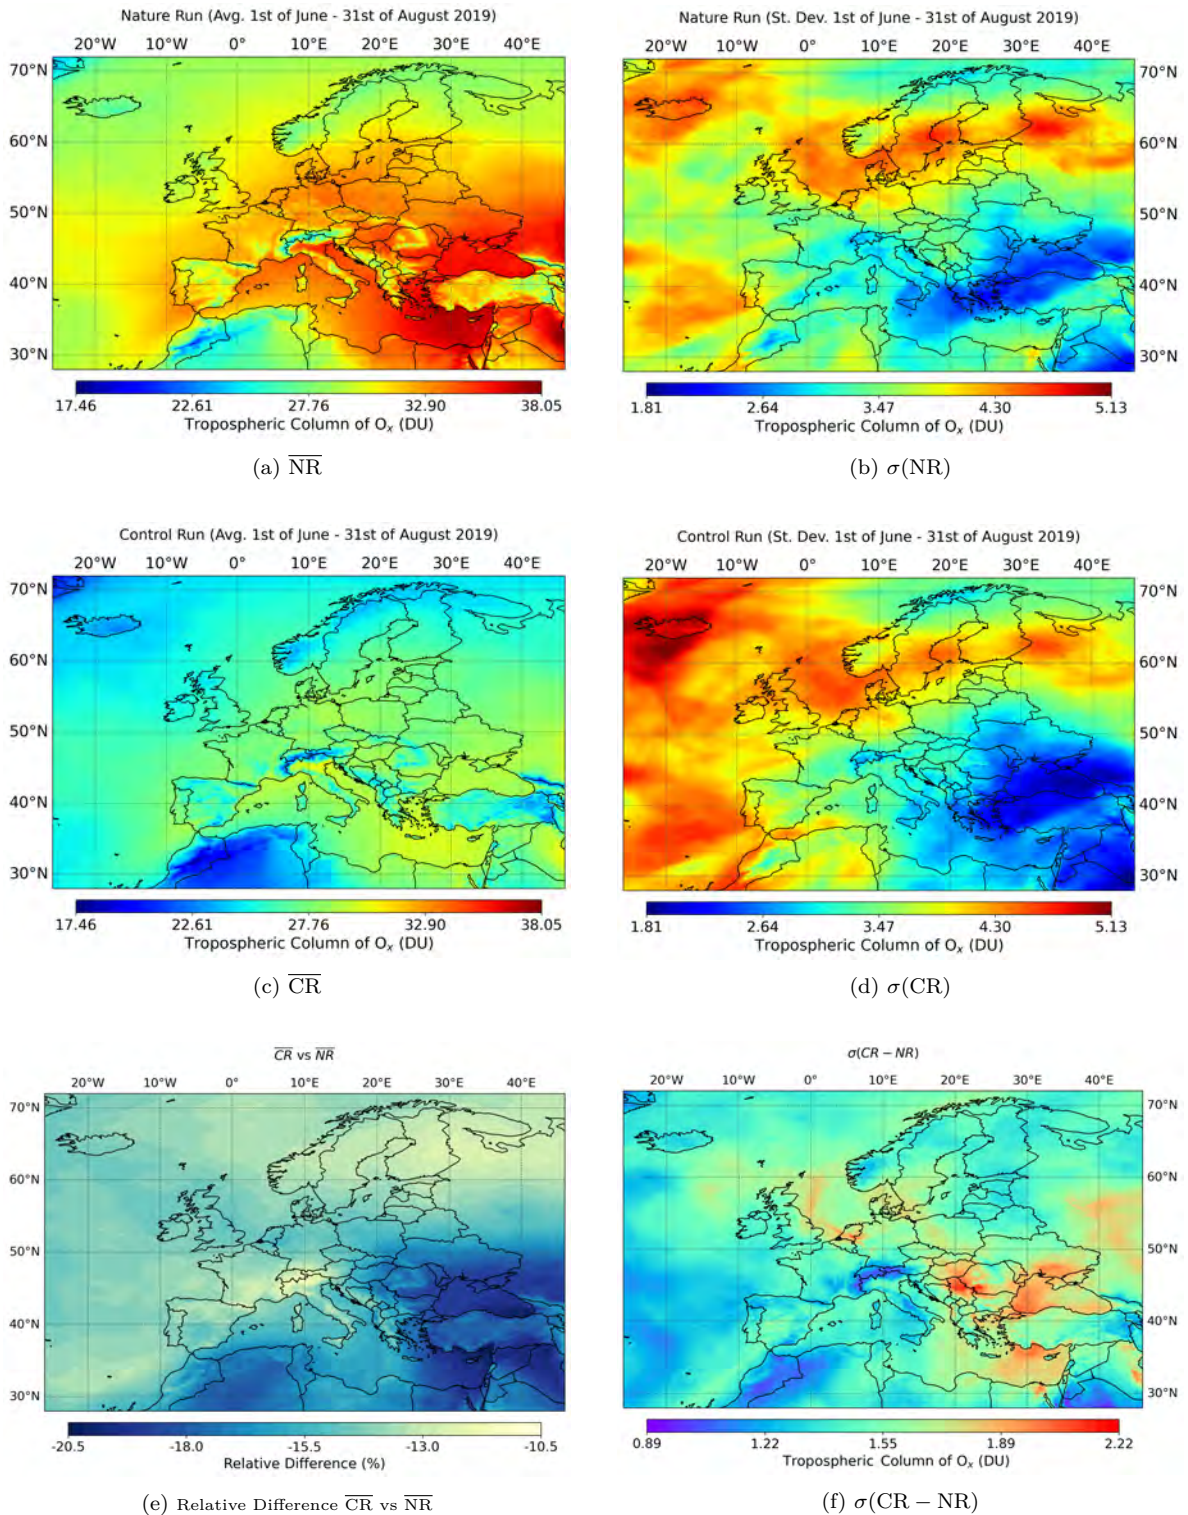 Nature Run (Avg. 1st of June - 31st of August 2019)
20°W 10°W 0° 10°E 20°E 30°E 40°E
70°N
60°N
50°N
40°N
30°N
17.46 22.61 27.76 32.90 38.05
Tropospheric Column of Oₓ (DU)
(a) N̅R̅
Nature Run (St. Dev. 1st of June - 31st of August 2019)
20°W 10°W 0° 10°E 20°E 30°E 40°E
70°N
60°N
50°N
40°N
30°N
1.81 2.64 3.47 4.30 5.13
Tropospheric Column of Oₓ (DU)
(b) σ(NR)
Control Run (Avg. 1st of June - 31st of August 2019)
20°W 10°W 0° 10°E 20°E 30°E 40°E
70°N
60°N
50°N
40°N
30°N
17.46 22.61 27.76 32.90 38.05
Tropospheric Column of Oₓ (DU)
(c) C̅R̅
Control Run (St. Dev. 1st of June - 31st of August 2019)
20°W 10°W 0° 10°E 20°E 30°E 40°E
70°N
60°N
50°N
40°N
30°N
1.81 2.64 3.47 4.30 5.13
Tropospheric Column of Oₓ (DU)
(d) σ(CR)
C̅R̅ vs N̅R̅
20°W 10°W 0° 10°E 20°E 30°E 40°E
70°N
60°N
50°N
40°N
30°N
-20.5 -18.0 -15.5 -13.0 -10.5
Relative Difference (%)
(e) Relative Difference C̅R̅ vs N̅R̅
σ(CR − NR)
20°W 10°W 0° 10°E 20°E 30°E 40°E
70°N
60°N
50°N
40°N
30°N
0.89 1.22 1.55 1.89 2.22
Tropospheric Column of Oₓ (DU)
(f) σ(CR − NR)